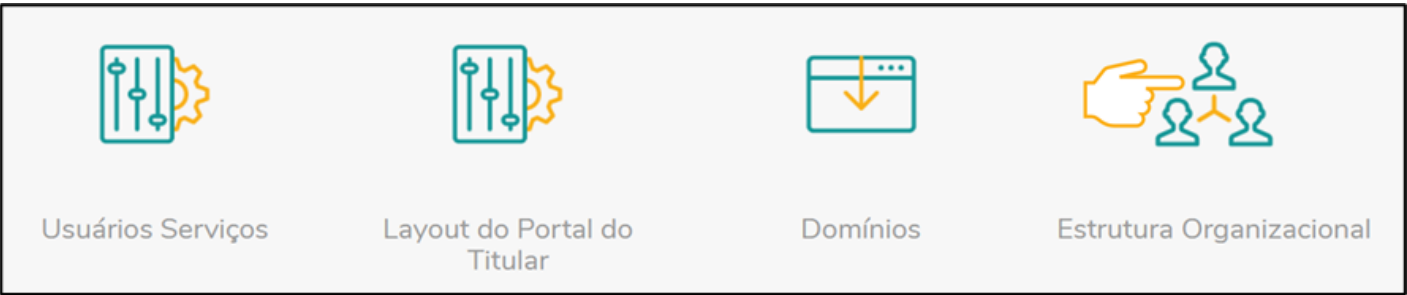 Usuários Serviços
Layout do Portal do
Titular
Domínios
Estrutura Organizacional